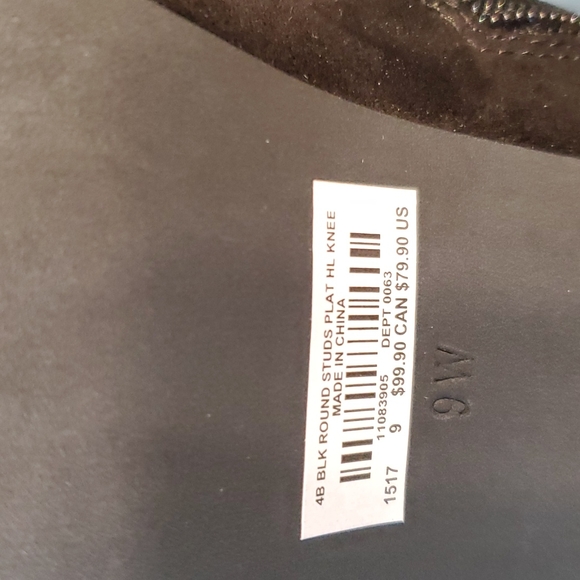 4B BLK ROUND STUDS PLAT HL KNEE
MADE IN CHINA
11083905 DEPT 0063
1517 9 $99.90 CAN $79.90 US
9 W